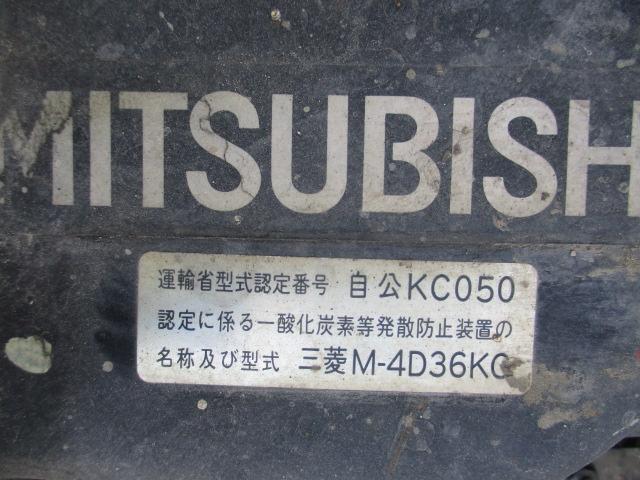 MITSUBISH
運輸省型式認定番号 自公KC050
認定に係る一酸化炭素等発散防止装置の
名称及び型式 三菱M-4D36KC